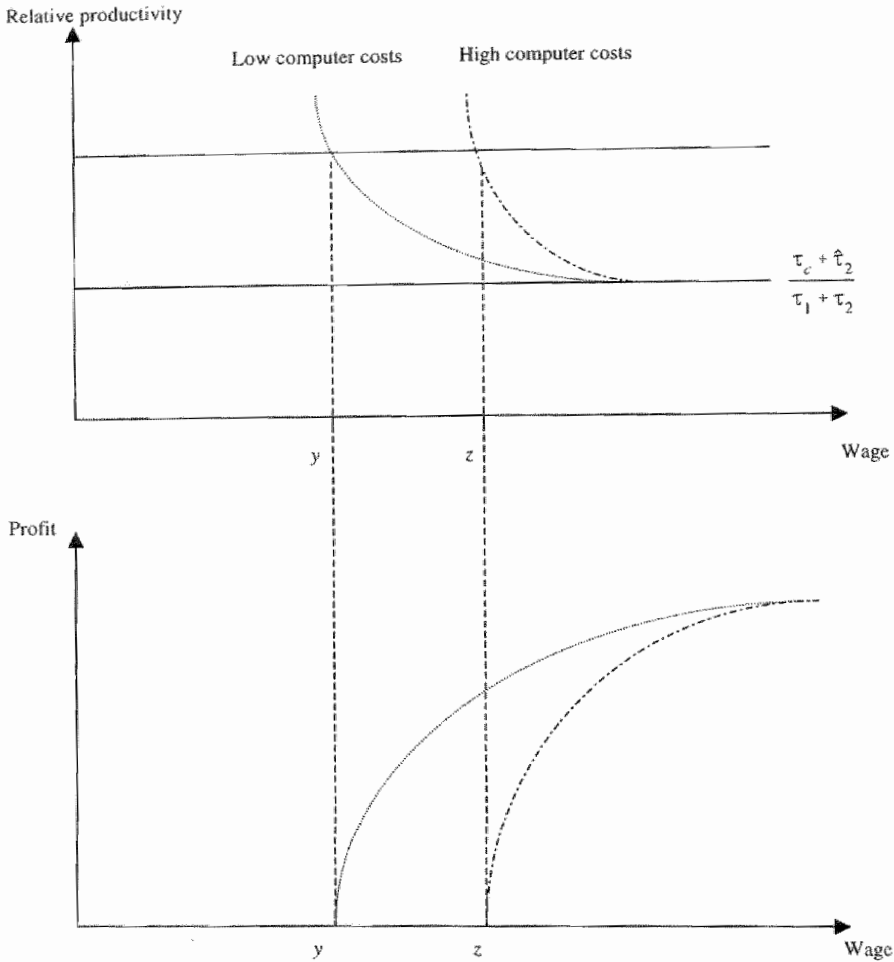 Relative productivity
Low computer costs
High computer costs
τc + τ̂2
τ1 + τ2
y
z
Wage
Profit
y
z
Wage